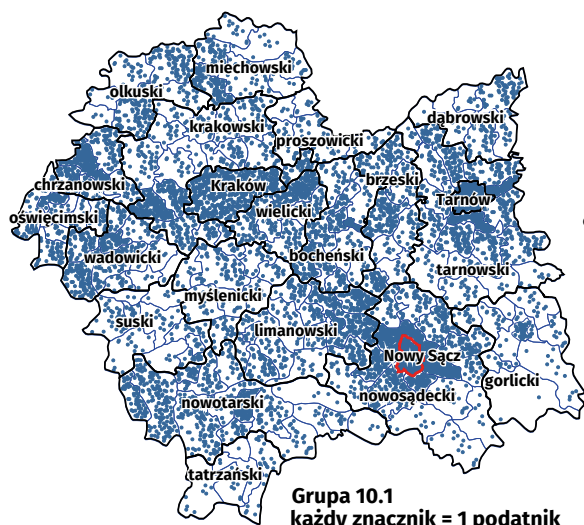 miechowski
olkuski
krakowski
dąbrowski
proszowicki
chrzanowski
Kraków
brzeski
Tarnów
oświęcimski
wielicki
wadowicki
bocheński
tarnowski
myślenicki
suski
limanowski
Nowy Sącz
gorlicki
nowosądecki
nowotarski
tatrzański
Grupa 10.1
każdy znacznik = 1 podatnik